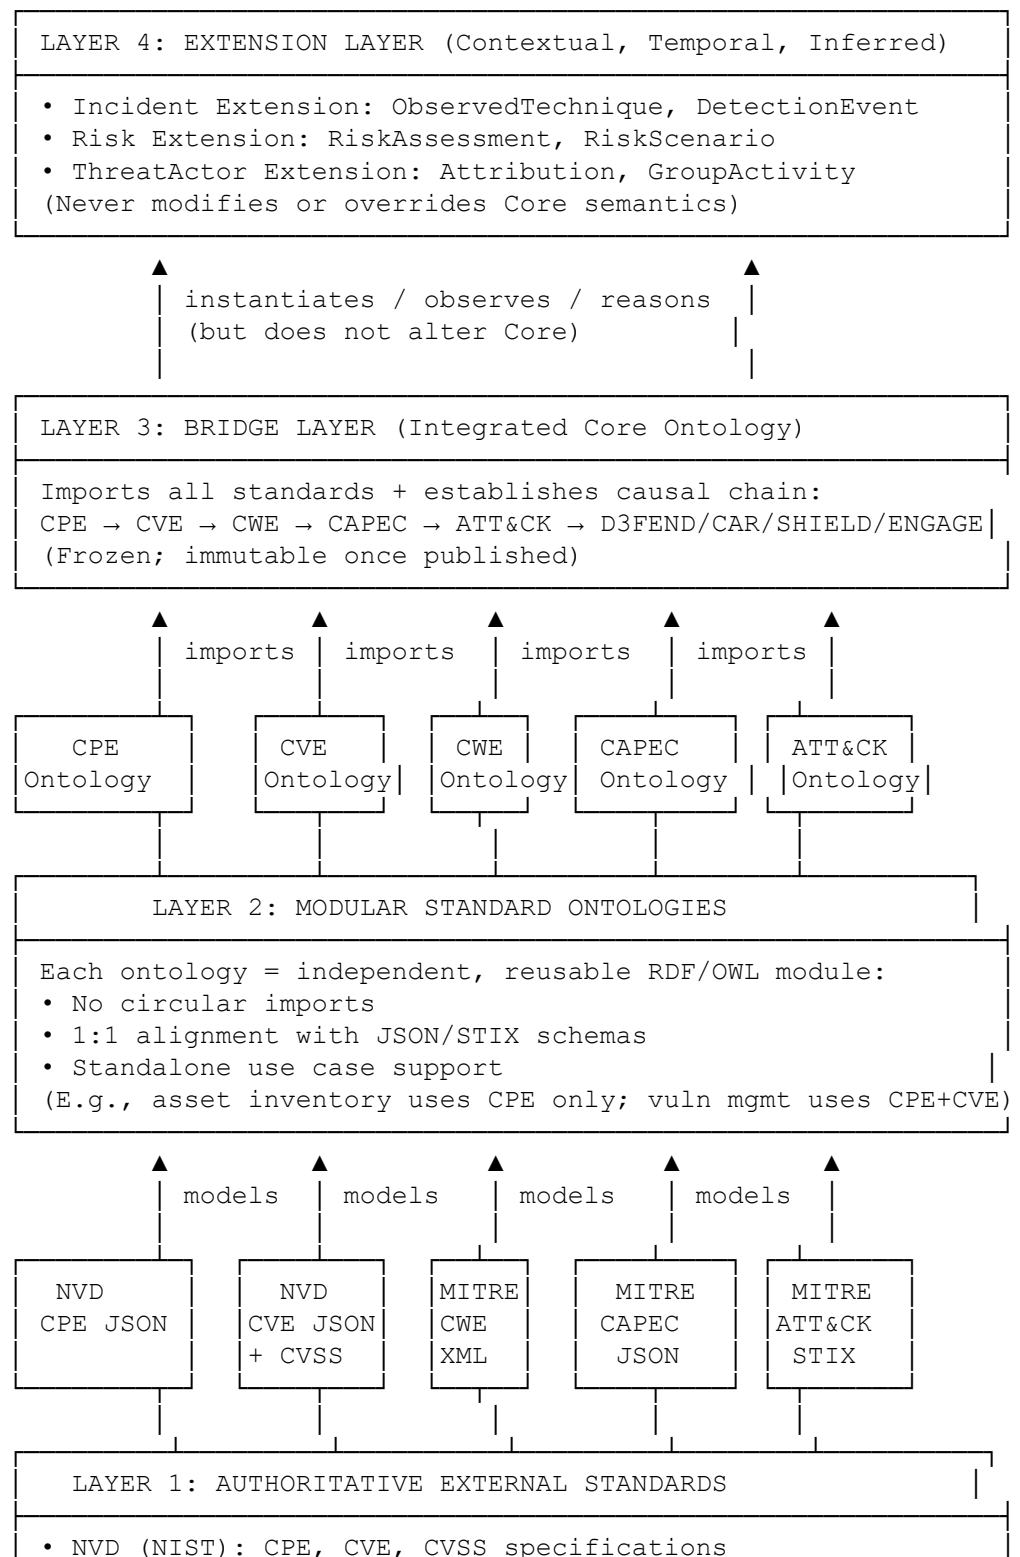 LAYER 4: EXTENSION LAYER (Contextual, Temporal, Inferred)
• Incident Extension: ObservedTechnique, DetectionEvent
• Risk Extension: RiskAssessment, RiskScenario
• ThreatActor Extension: Attribution, GroupActivity
(Never modifies or overrides Core semantics)
instantiates / observes / reasons
(but does not alter Core)
LAYER 3: BRIDGE LAYER (Integrated Core Ontology)
Imports all standards + establishes causal chain:
CPE → CVE → CWE → CAPEC → ATT&CK → D3FEND/CAR/SHIELD/ENGAGE
(Frozen; immutable once published)
imports imports imports imports
CPE CVE CWE CAPEC ATT&CK
Ontology Ontology Ontology Ontology Ontology
LAYER 2: MODULAR STANDARD ONTOLOGIES
Each ontology = independent, reusable RDF/OWL module:
• No circular imports
• 1:1 alignment with JSON/STIX schemas
• Standalone use case support
(E.g., asset inventory uses CPE only; vuln mgmt uses CPE+CVE)
models models models models
NVD NVD MITRE MITRE MITRE
CPE JSON CVE JSON CWE CAPEC ATT&CK
+ CVSS XML JSON STIX
LAYER 1: AUTHORITATIVE EXTERNAL STANDARDS
• NVD (NIST): CPE, CVE, CVSS specifications